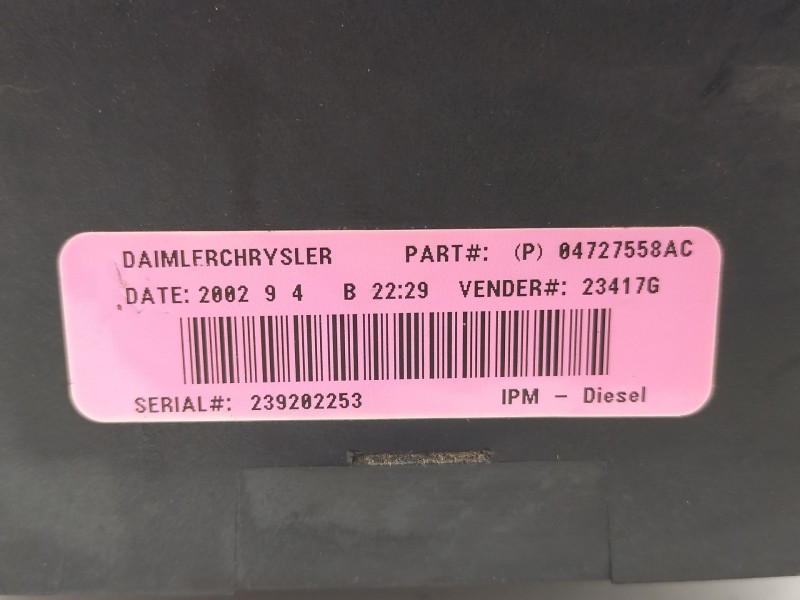 DAIMLERCHRYSLER PART#: (P) 04727558AC
DATE: 2002 9 4 B 22:29 VENDER#: 23417G
SERIAL#: 239202253 IPM - Diesel